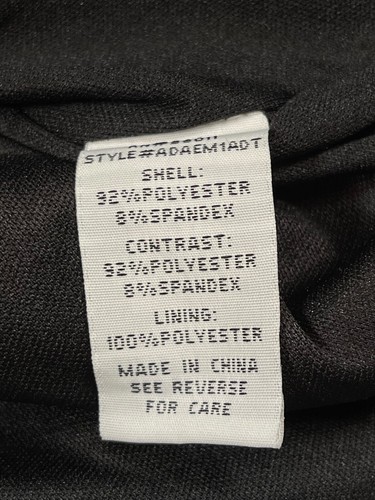 STYLE#ADAEM1ADT
SHELL:
92%POLYESTER
8%SPANDEX
CONTRAST:
92%POLYESTER
8%SPANDEX
LINING:
100%POLYESTER
MADE IN CHINA
SEE REVERSE
FOR CARE